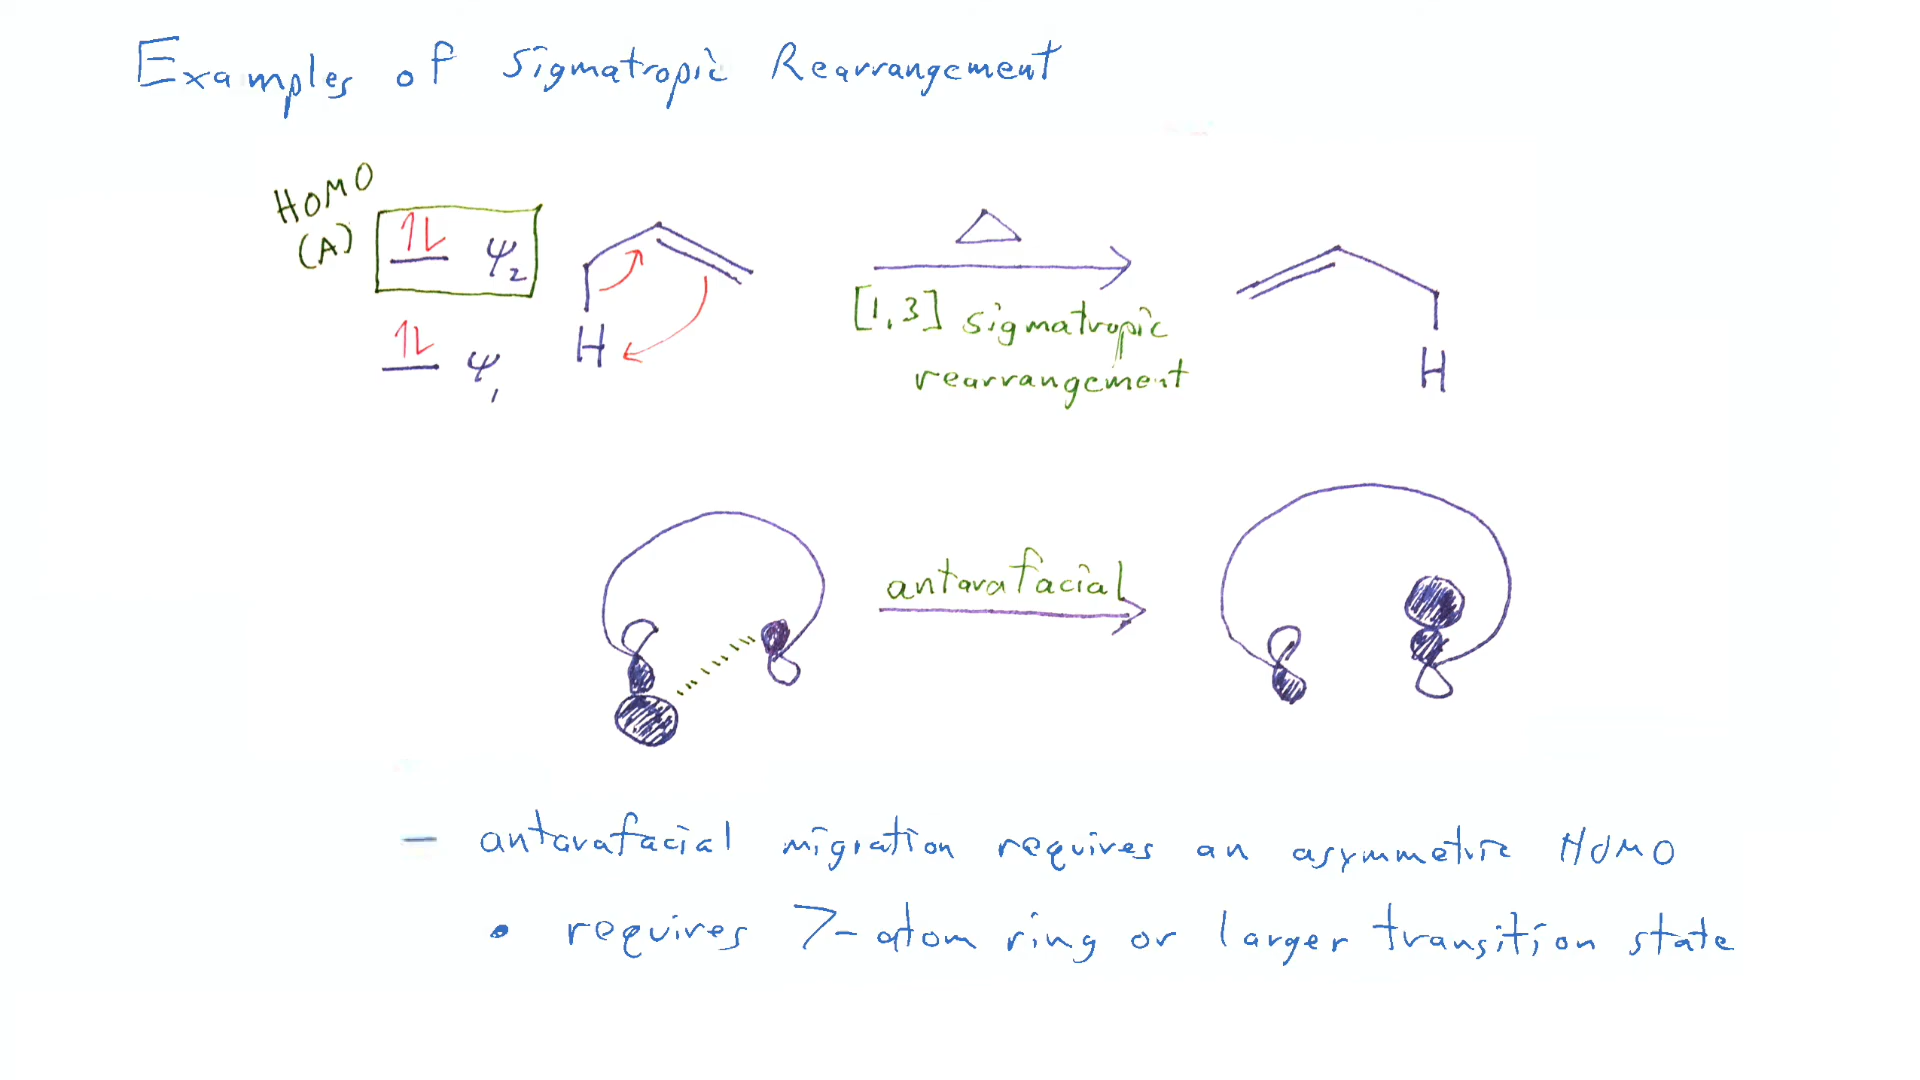 Examples of Sigmatropic Rearrangement
HOMO
(A)
ψ2
ψ1
H
△
[1,3] sigmatropic
rearrangement
H
antarafacial
– antarafacial migration requires an asymmetric HOMO
• requires 7-atom ring or larger transition state